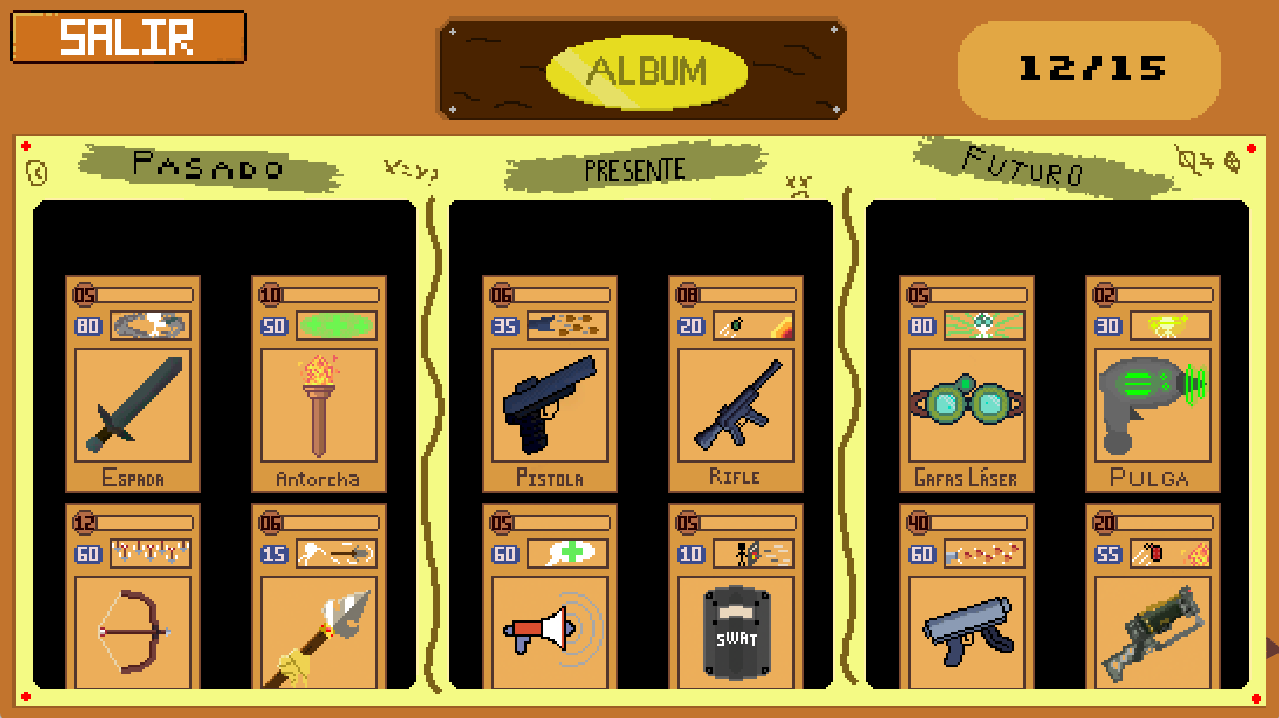 SALIR
ALBUM
12/15
PASADO
PRESENTE
FUTURO
05
10
06
08
05
02
80
50
35
20
80
30
ESPADA
Antorcha
PISTOLA
RIFLE
GAFAS LÁSER
PULGA
12
06
05
05
40
20
60
15
60
10
60
55
SWAT